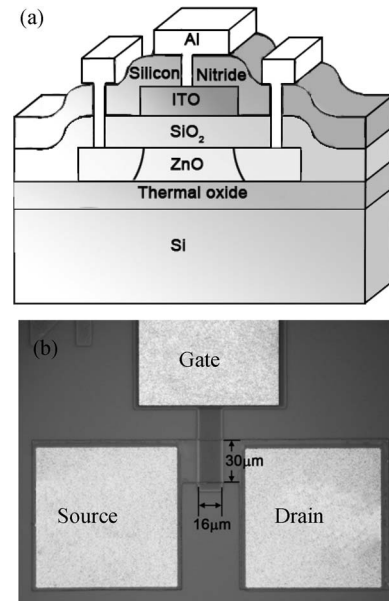 (a)
Al
Silicon Nitride
ITO
SiO₂
ZnO
Thermal oxide
Si
(b)
Gate
30μm
Source
Drain
16μm